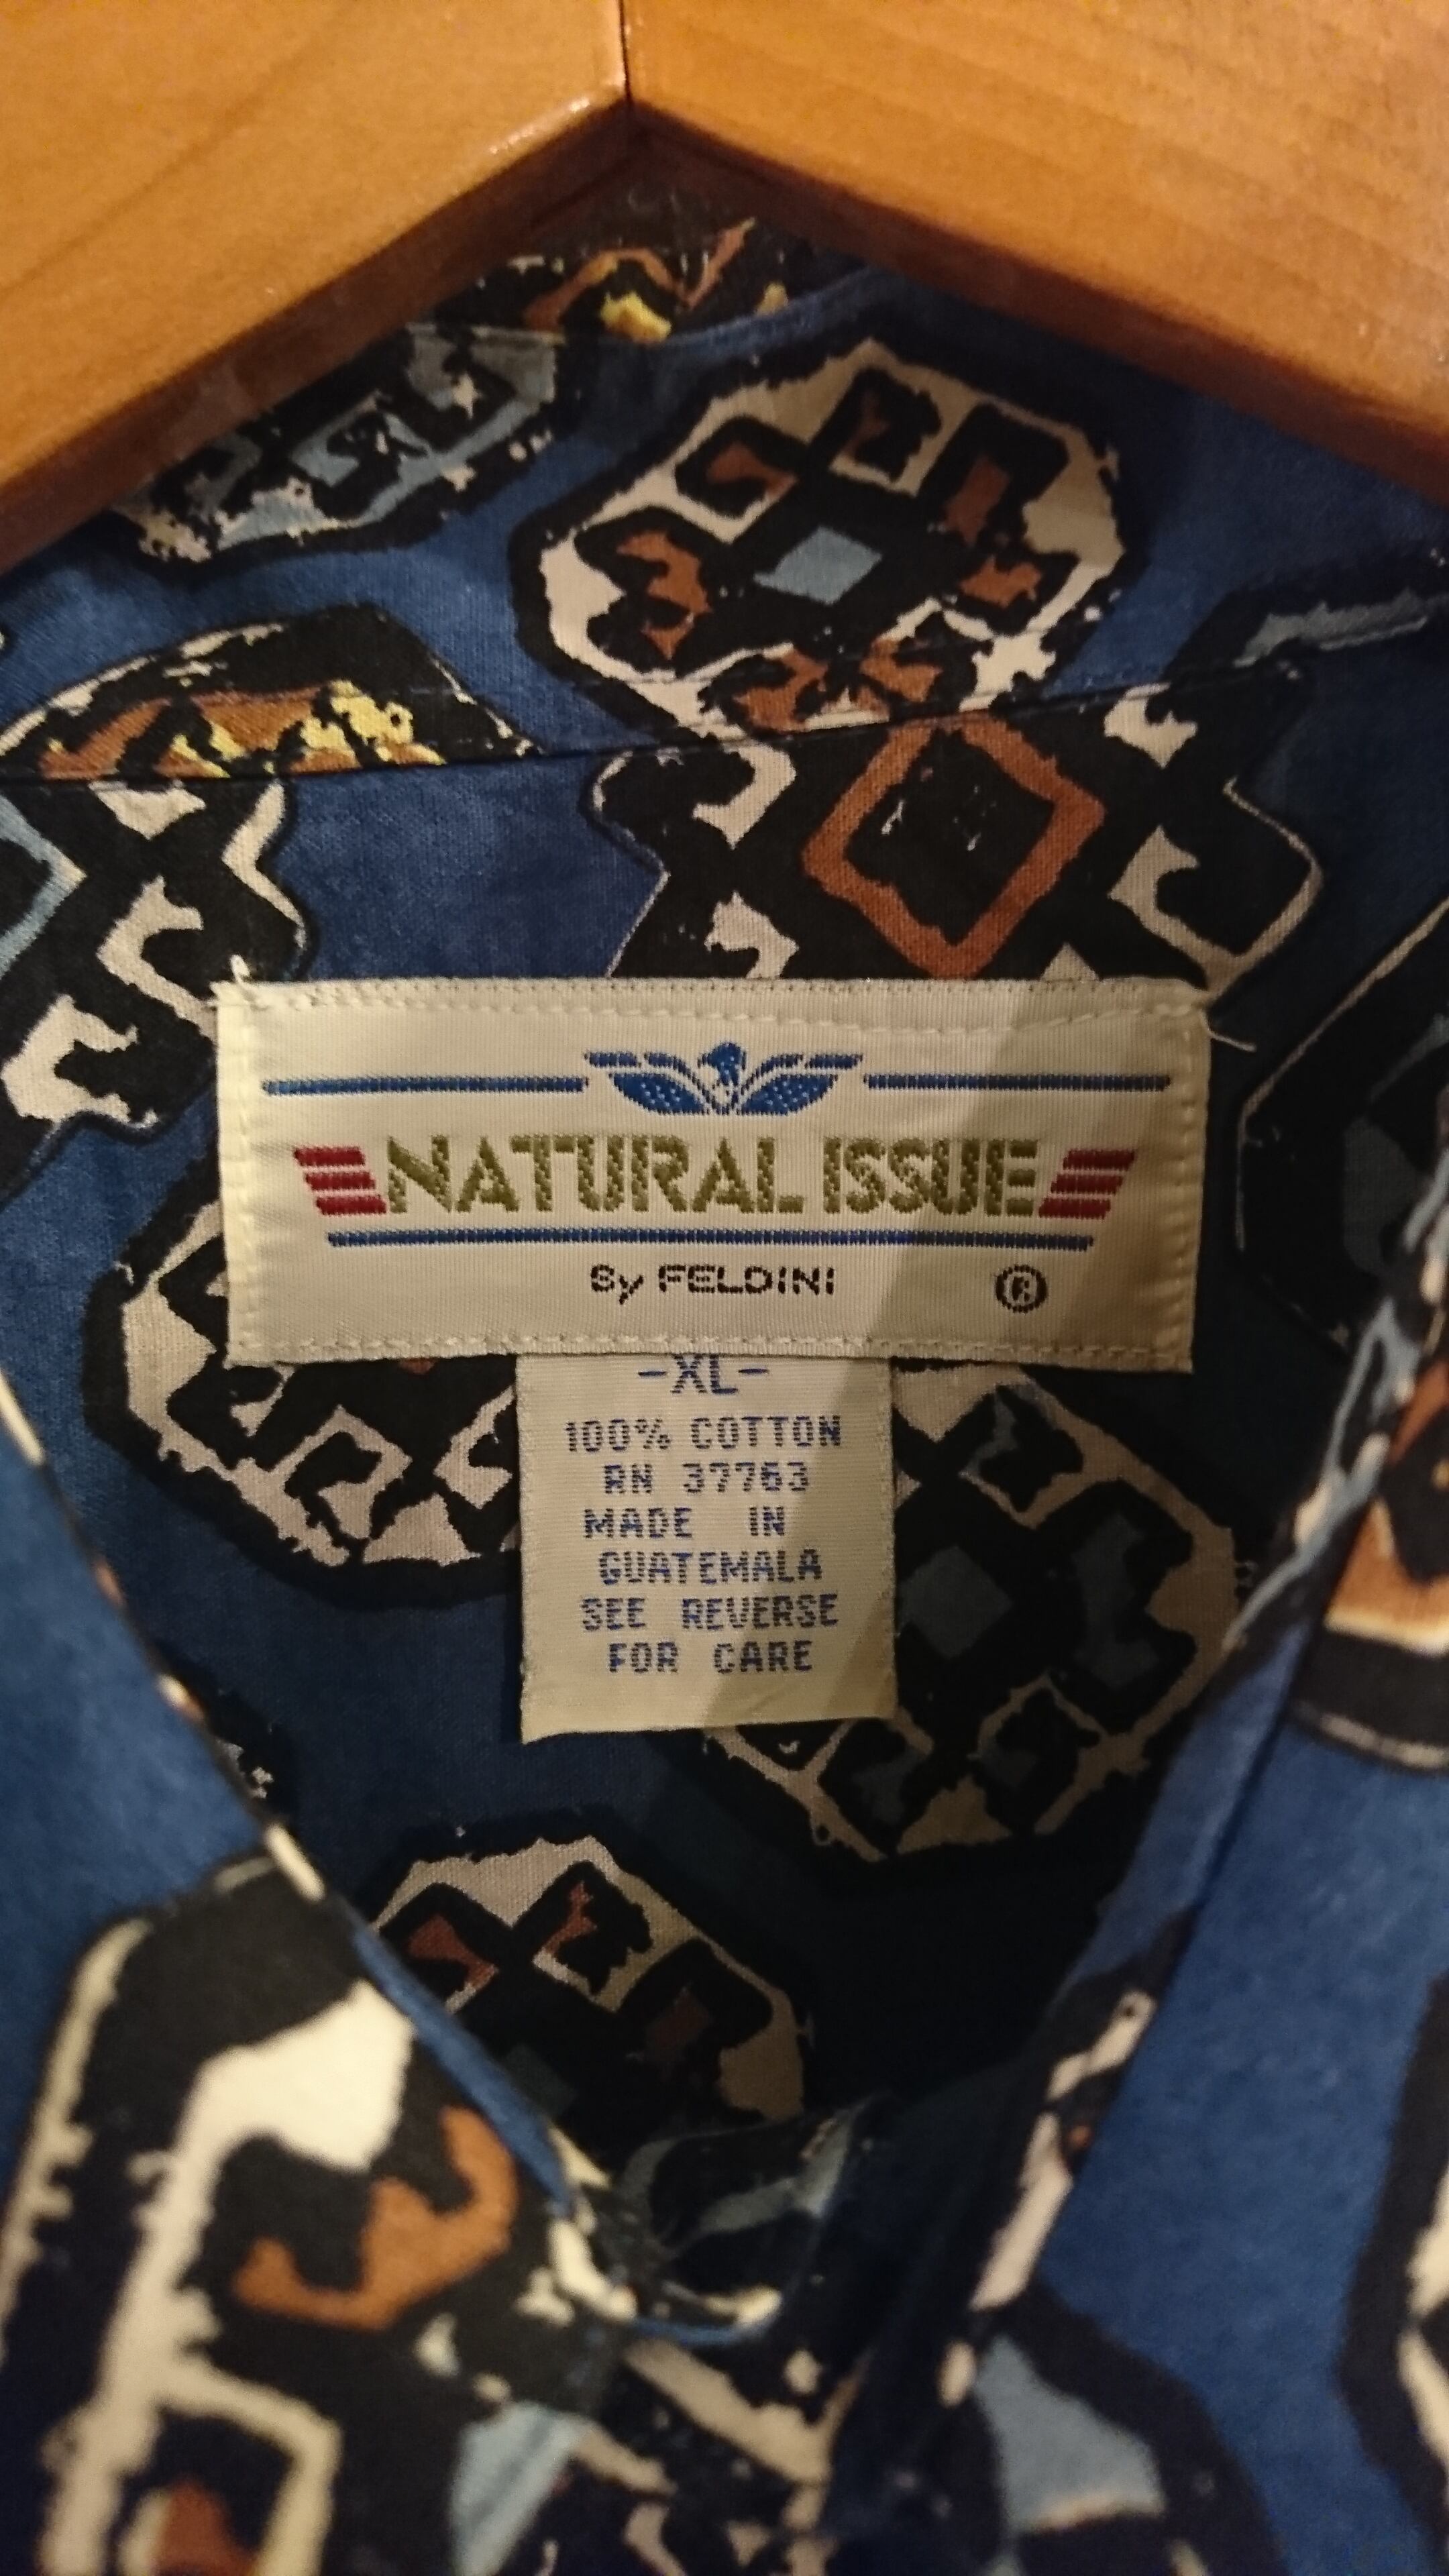 NATURAL ISSUE
By FELDINI ®
-XL-
100% COTTON
RN 37763
MADE IN
GUATEMALA
SEE REVERSE
FOR CARE